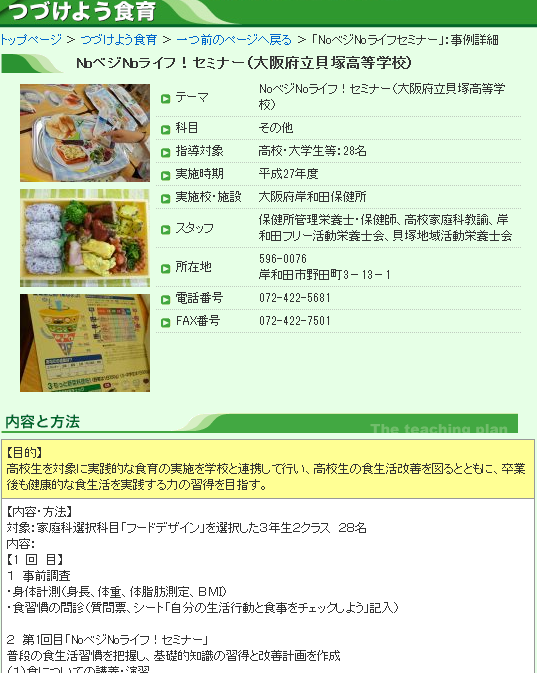 つづけよう食育
トップページ > つづけよう食育 > 一つ前のページへ戻る > 「NoベジNoライフセミナー」：事例詳細
NoベジNoライフ！セミナー（大阪府立貝塚高等学校）
テーマ
NoベジNoライフ！セミナー（大阪府立貝塚高等学
校）
科目
その他
指導対象
高校・大学生等：28名
実施時期
平成27年度
実施校・施設
大阪府岸和田保健所
スタッフ
保健所管理栄養士・保健師、高校家庭科教諭、岸
和田フリー活動栄養士会、貝塚地域活動栄養士会
所在地
596-0076
岸和田市野田町3－13－1
電話番号
072-422-5681
FAX番号
072-422-7501
内容と方法
The teaching plan
【目的】
高校生を対象に実践的な食育の実施を学校と連携して行い、高校生の食生活改善を図るとともに、卒業
後も健康的な食生活を実践する力の習得を目指す。
【内容・方法】
対象：家庭科選択科目「フードデザイン」を選択した３年生２クラス　２８名
内容：
【１　回　目】
１　事前調査
・身体計測（身長、体重、体脂肪測定、ＢＭＩ）
・食習慣の問診（質問票、シート「自分の生活行動と食事をチェックしよう」記入）
２　第1回目「NoベジNoライフ！セミナー」
普段の食生活習慣を把握し、基礎的知識の習得と改善計画を作成
（１）食についての講義・演習